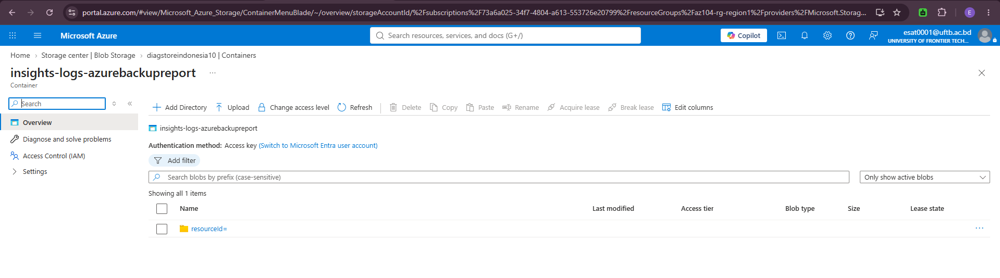 portal.azure.com/#view/Microsoft_Azure_Storage/ContainerMenuBlade/~/overview/storageAccountId/%2Fsubscriptions%2F73a6a025-34f7-4804-a613-553726e20799%2FresourceGroups%2Faz104-rg-region1%2Fproviders%2FMicrosoft.Storag...
E
Microsoft Azure
Search resources, services, and docs (G+/)
Copilot
esat0001@uftb.ac.bd
UNIVERSITY OF FRONTIER TECH...
Home > Storage center | Blob Storage > diagstoreindonesia10 | Containers
insights-logs-azurebackupreport ...
Container
Search
Overview
Diagnose and solve problems
Access Control (IAM)
Settings
Add Directory Upload Change access level Refresh Delete Copy Paste Rename Acquire lease Break lease Edit columns
insights-logs-azurebackupreport
Authentication method: Access key (Switch to Microsoft Entra user account)
Add filter
Search blobs by prefix (case-sensitive)
Only show active blobs
Showing all 1 items
Name Last modified Access tier Blob type Size Lease state
resourceId= ...